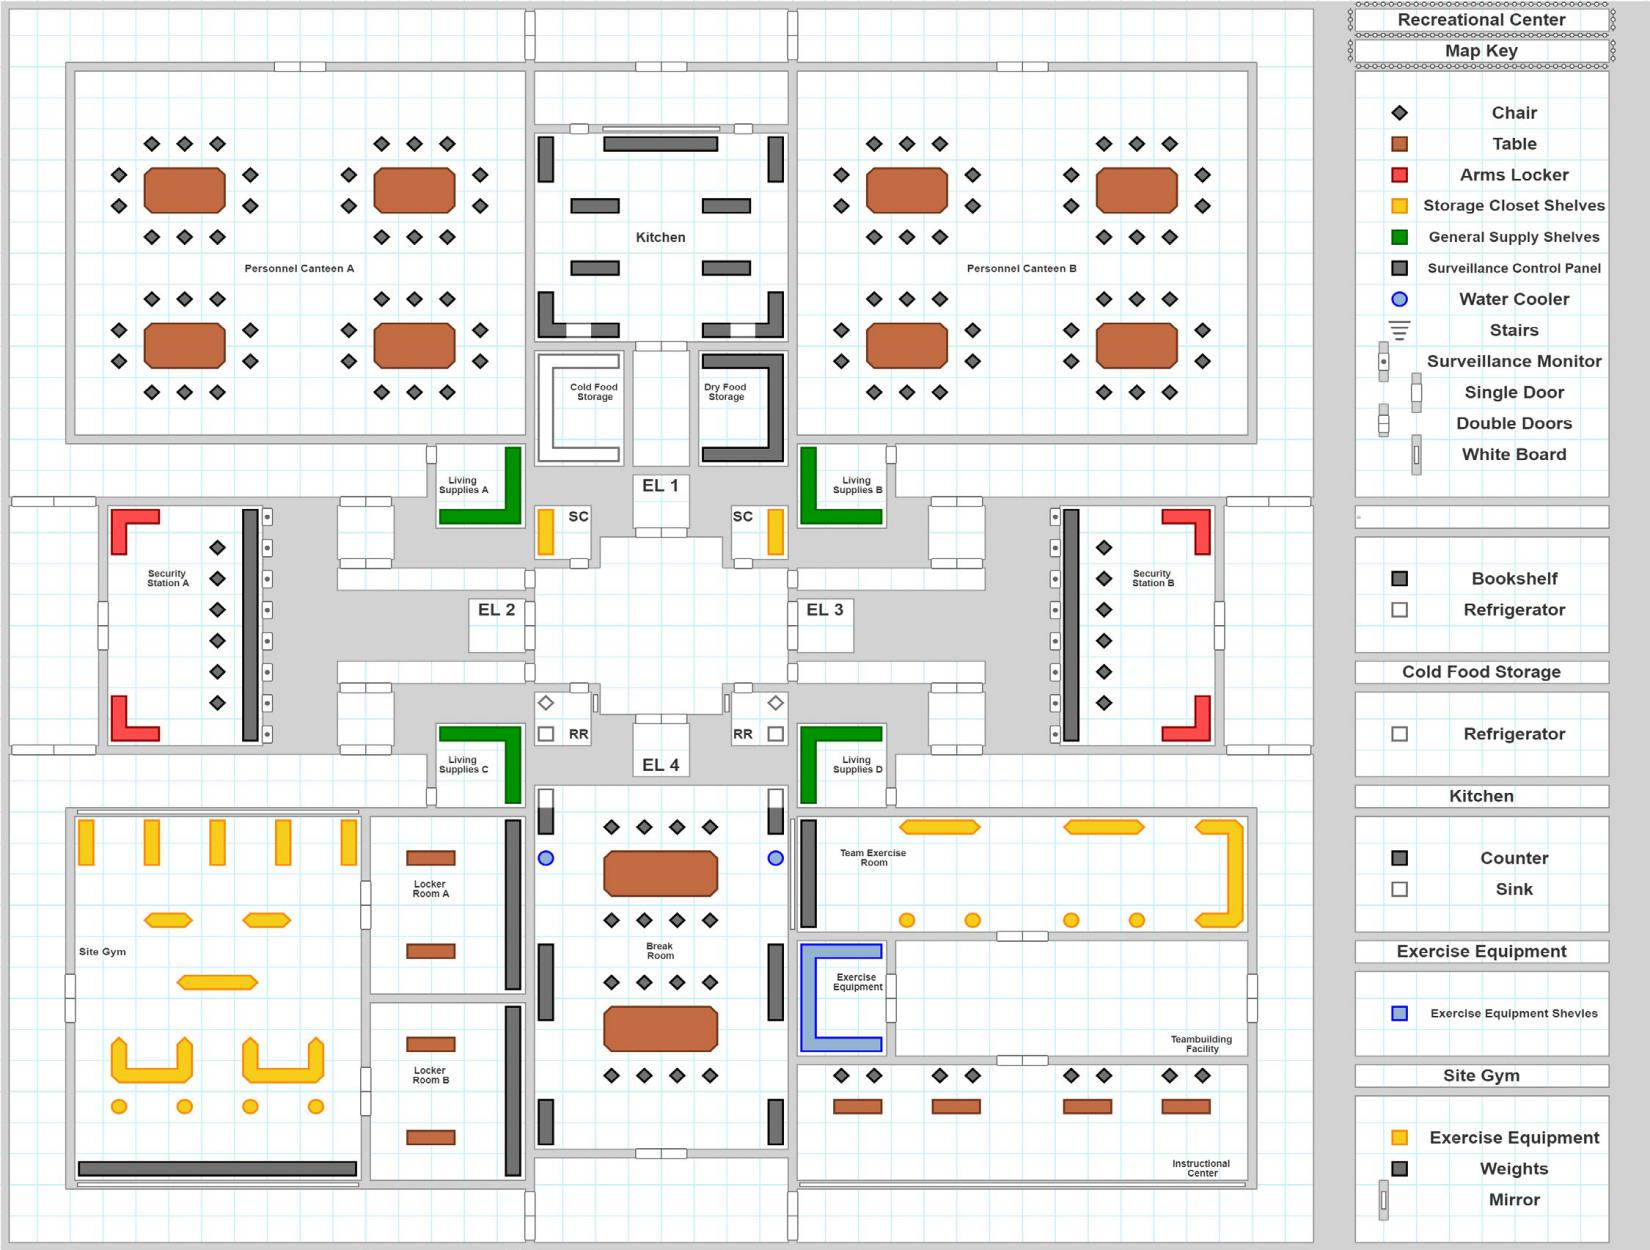 Recreational Center
Map Key
Chair
Table
Arms Locker
Storage Closet Shelves
General Supply Shelves
Surveillance Control Panel
Water Cooler
Stairs
Surveillance Monitor
Single Door
Double Doors
White Board
Bookshelf
Refrigerator
Cold Food Storage
Refrigerator
Kitchen
Counter
Sink
Exercise Equipment
Exercise Equipment Shevles
Site Gym
Exercise Equipment
Weights
Mirror
Personnel Canteen A
Kitchen
Personnel Canteen B
Cold Food
Storage
Dry Food
Storage
Living
Supplies A
EL 1
Living
Supplies B
SC
SC
Security
Station A
Security
Station B
EL 2
EL 3
RR
RR
Living
Supplies C
EL 4
Living
Supplies D
Team Exercise
Room
Locker
Room A
Site Gym
Break
Room
Exercise
Equipment
Teambuilding
Facility
Locker
Room B
Instructional
Center